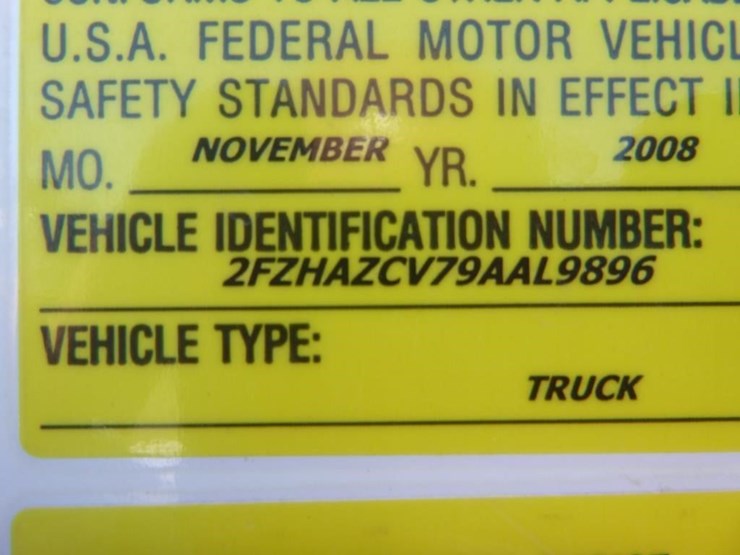 U.S.A. FEDERAL MOTOR
SAFETY STANDARDS IN EFFECT
MO. NOVEMBER YR. 2008
VEHICLE IDENTIFICATION NUMBER:
2FZHAZCV79AAL9896
VEHICLE TYPE:
TRUCK